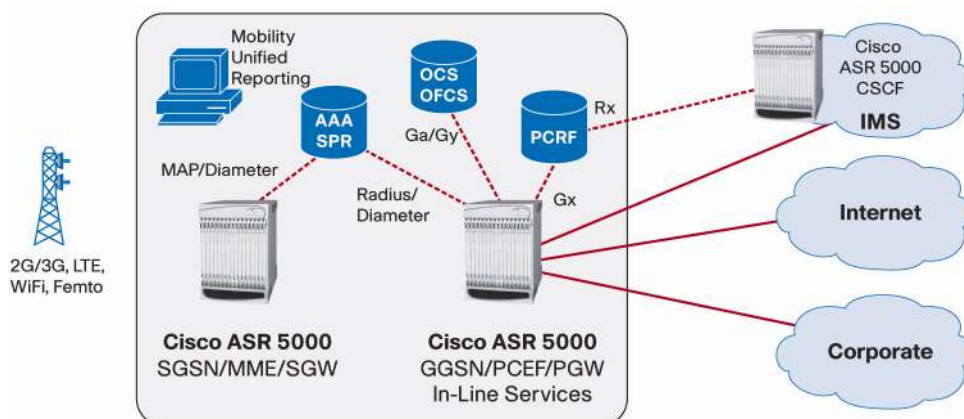 Mobility
Unified
Reporting
OCS
OFCS
AAA
SPR
Ga/Gy
PCRF
Rx
Cisco
ASR 5000
CSCF
IMS
MAP/Diameter
Radius/
Diameter
Gx
Internet
2G/3G, LTE,
WiFi, Femto
Cisco ASR 5000
SGSN/MME/SGW
Cisco ASR 5000
GGSN/PCEF/PGW
In-Line Services
Corporate